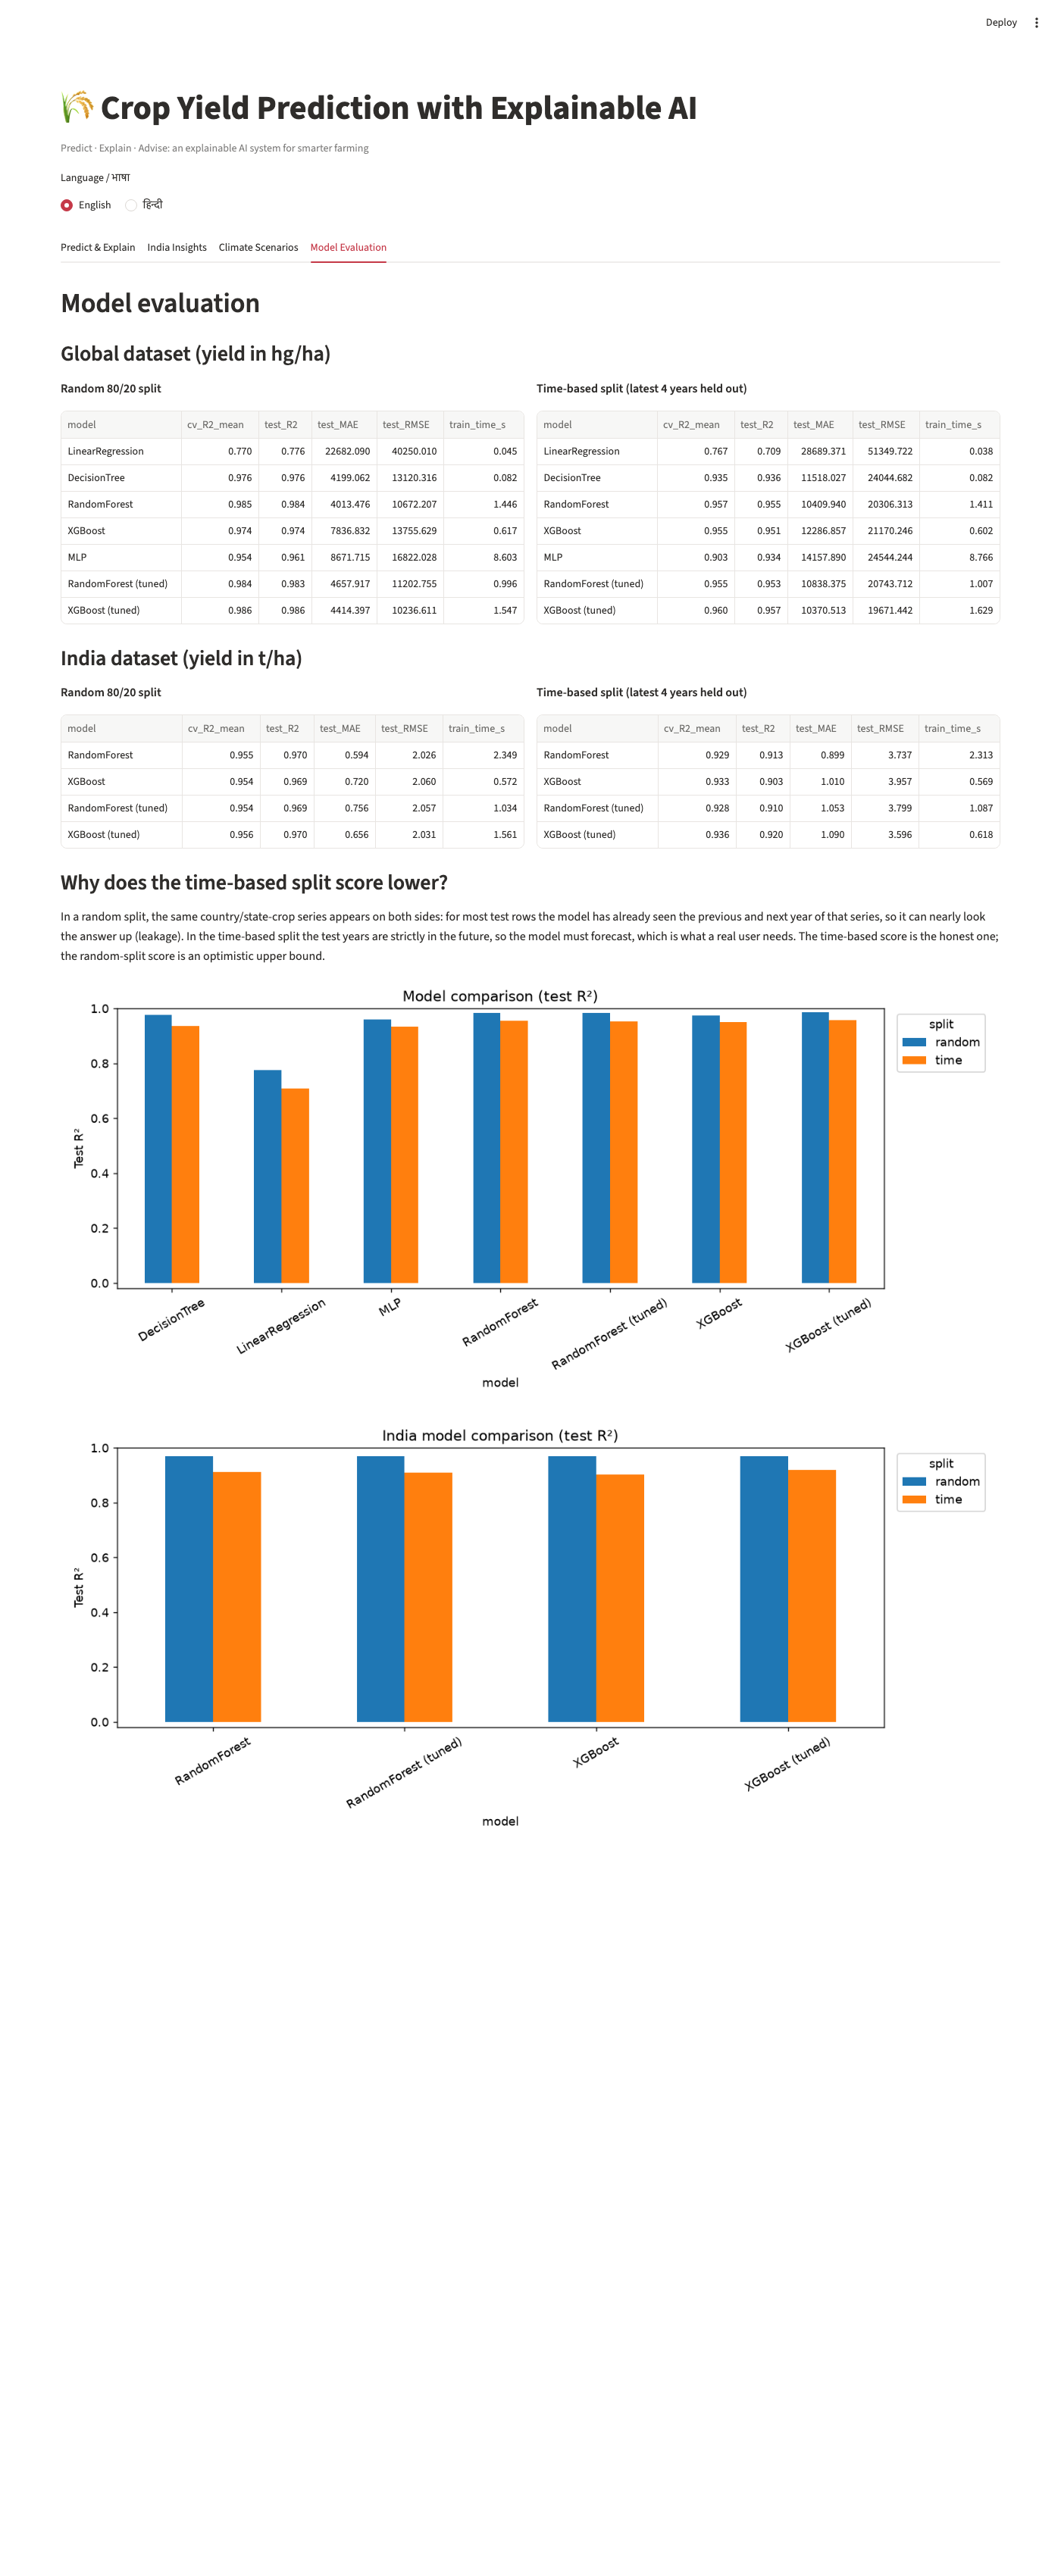 Deploy
Crop Yield Prediction with Explainable AI
Predict · Explain · Advise: an explainable AI system for smarter farming
Language / भाषा
English हिन्दी
Predict & Explain India Insights Climate Scenarios Model Evaluation
Model evaluation
Global dataset (yield in hg/ha)
Random 80/20 split
model cv_R2_mean test_R2 test_MAE test_RMSE train_time_s
LinearRegression 0.770 0.776 22682.090 40250.010 0.045
DecisionTree 0.976 0.976 4199.062 13120.316 0.082
RandomForest 0.985 0.984 4013.476 10672.207 1.446
XGBoost 0.974 0.974 7836.832 13755.629 0.617
MLP 0.954 0.961 8671.715 16822.028 8.603
RandomForest (tuned) 0.984 0.983 4657.917 11202.755 0.996
XGBoost (tuned) 0.986 0.986 4414.397 10236.611 1.547
Time-based split (latest 4 years held out)
model cv_R2_mean test_R2 test_MAE test_RMSE train_time_s
LinearRegression 0.767 0.709 28689.371 51349.722 0.038
DecisionTree 0.935 0.936 11518.027 24044.682 0.082
RandomForest 0.957 0.955 10409.940 20306.313 1.411
XGBoost 0.955 0.951 12286.857 21170.246 0.602
MLP 0.903 0.934 14157.890 24544.244 8.766
RandomForest (tuned) 0.955 0.953 10838.375 20743.712 1.007
XGBoost (tuned) 0.960 0.957 10370.513 19671.442 1.629
India dataset (yield in t/ha)
Random 80/20 split
model cv_R2_mean test_R2 test_MAE test_RMSE train_time_s
RandomForest 0.955 0.970 0.594 2.026 2.349
XGBoost 0.954 0.969 0.720 2.060 0.572
RandomForest (tuned) 0.954 0.969 0.756 2.057 1.034
XGBoost (tuned) 0.956 0.970 0.656 2.031 1.561
Time-based split (latest 4 years held out)
model cv_R2_mean test_R2 test_MAE test_RMSE train_time_s
RandomForest 0.929 0.913 0.899 3.737 2.313
XGBoost 0.933 0.903 1.010 3.957 0.569
RandomForest (tuned) 0.928 0.910 1.053 3.799 1.087
XGBoost (tuned) 0.936 0.920 1.090 3.596 0.618
Why does the time-based split score lower?
In a random split, the same country/state-crop series appears on both sides: for most test rows the model has already seen the previous and next year of that series, so it can nearly look
the answer up (leakage). In the time-based split the test years are strictly in the future, so the model must forecast, which is what a real user needs. The time-based score is the honest one;
the random-split score is an optimistic upper bound.
Model comparison (test R²)
Test R²
1.0
0.8
0.6
0.4
0.2
0.0
DecisionTree LinearRegression MLP RandomForest RandomForest (tuned) XGBoost XGBoost (tuned)
model
split
random
time
India model comparison (test R²)
Test R²
1.0
0.8
0.6
0.4
0.2
0.0
RandomForest RandomForest (tuned) XGBoost XGBoost (tuned)
model
split
random
time